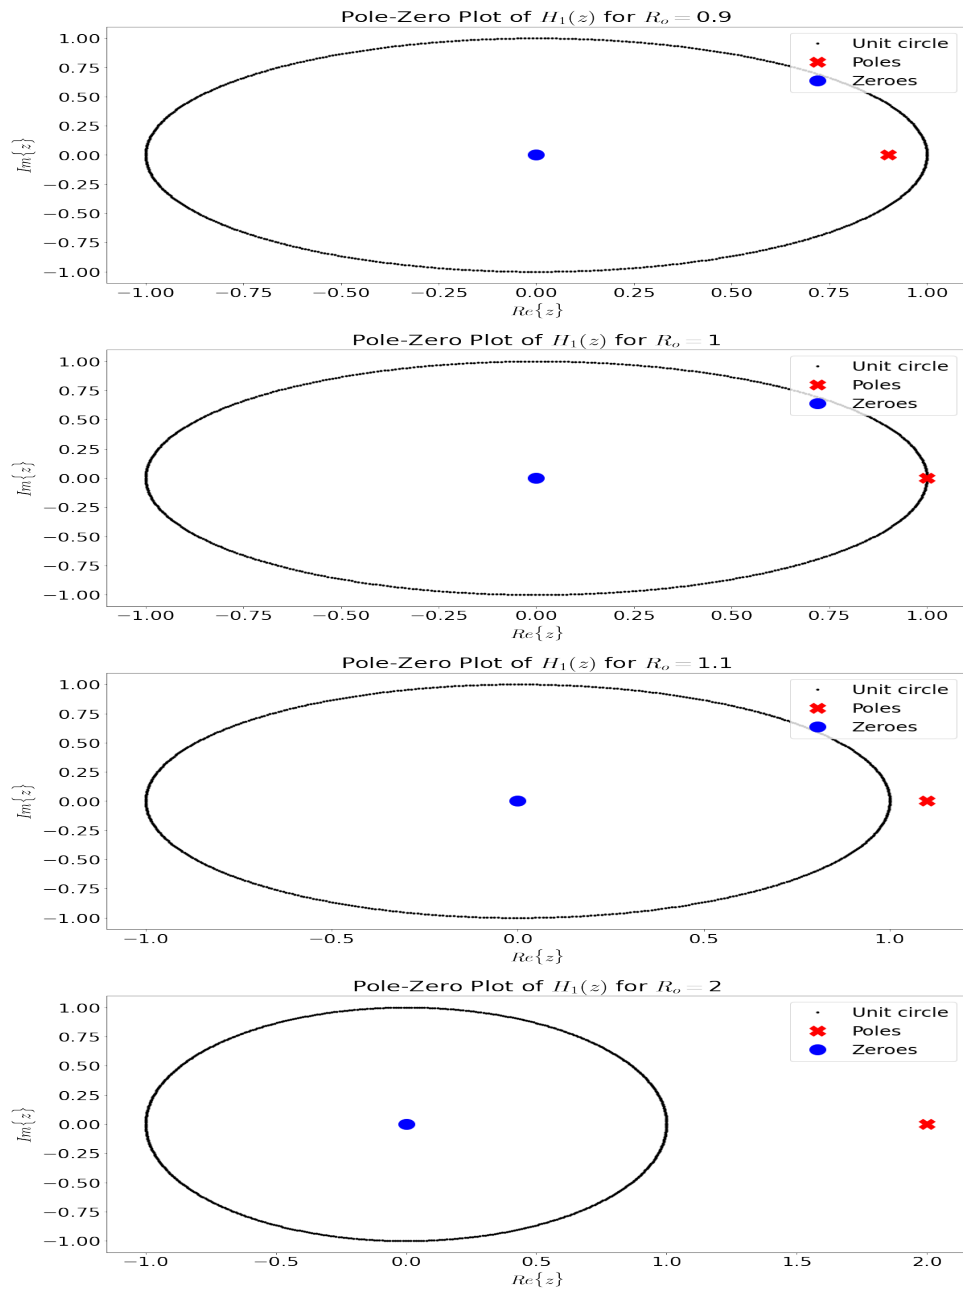 Pole-Zero Plot of H₁(z) for Rₒ = 0.9
Unit circle
Poles
Zeroes
1.00
0.75
0.50
0.25
0.00
−0.25
−0.50
−0.75
−1.00
Im{z}
−1.00 −0.75 −0.50 −0.25 0.00 0.25 0.50 0.75 1.00
Re{z}
Pole-Zero Plot of H₁(z) for Rₒ = 1
Unit circle
Poles
Zeroes
1.00
0.75
0.50
0.25
0.00
−0.25
−0.50
−0.75
−1.00
Im{z}
−1.00 −0.75 −0.50 −0.25 0.00 0.25 0.50 0.75 1.00
Re{z}
Pole-Zero Plot of H₁(z) for Rₒ = 1.1
Unit circle
Poles
Zeroes
1.00
0.75
0.50
0.25
0.00
−0.25
−0.50
−0.75
−1.00
Im{z}
−1.0 −0.5 0.0 0.5 1.0
Re{z}
Pole-Zero Plot of H₁(z) for Rₒ = 2
Unit circle
Poles
Zeroes
1.00
0.75
0.50
0.25
0.00
−0.25
−0.50
−0.75
−1.00
Im{z}
−1.0 −0.5 0.0 0.5 1.0 1.5 2.0
Re{z}